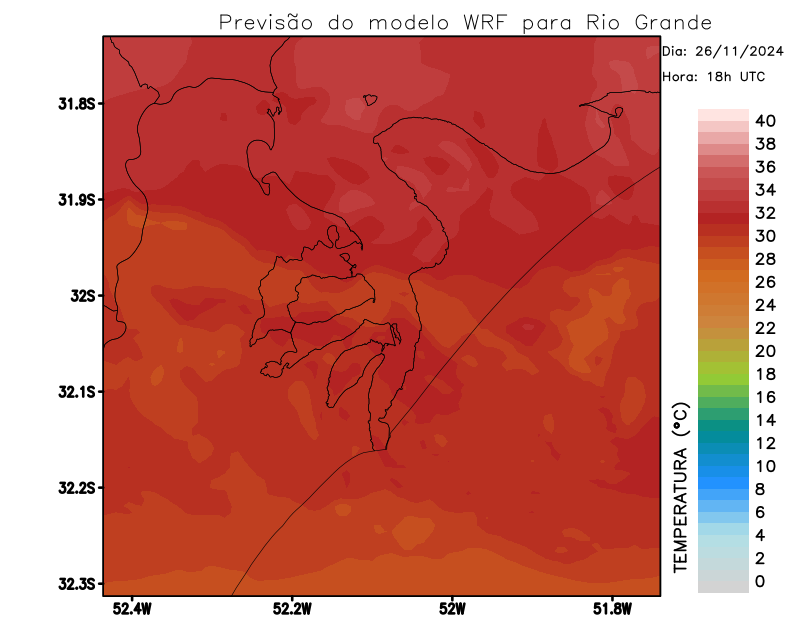 Previsão do modelo WRF para Rio Grande
Dia: 26/11/2024
Hora: 18h UTC
31.8S
31.9S
32S
32.1S
32.2S
32.3S
52.4W
52.2W
52W
51.8W
TEMPERATURA (°C)
40
38
36
34
32
30
28
26
24
22
20
18
16
14
12
10
8
6
4
2
0